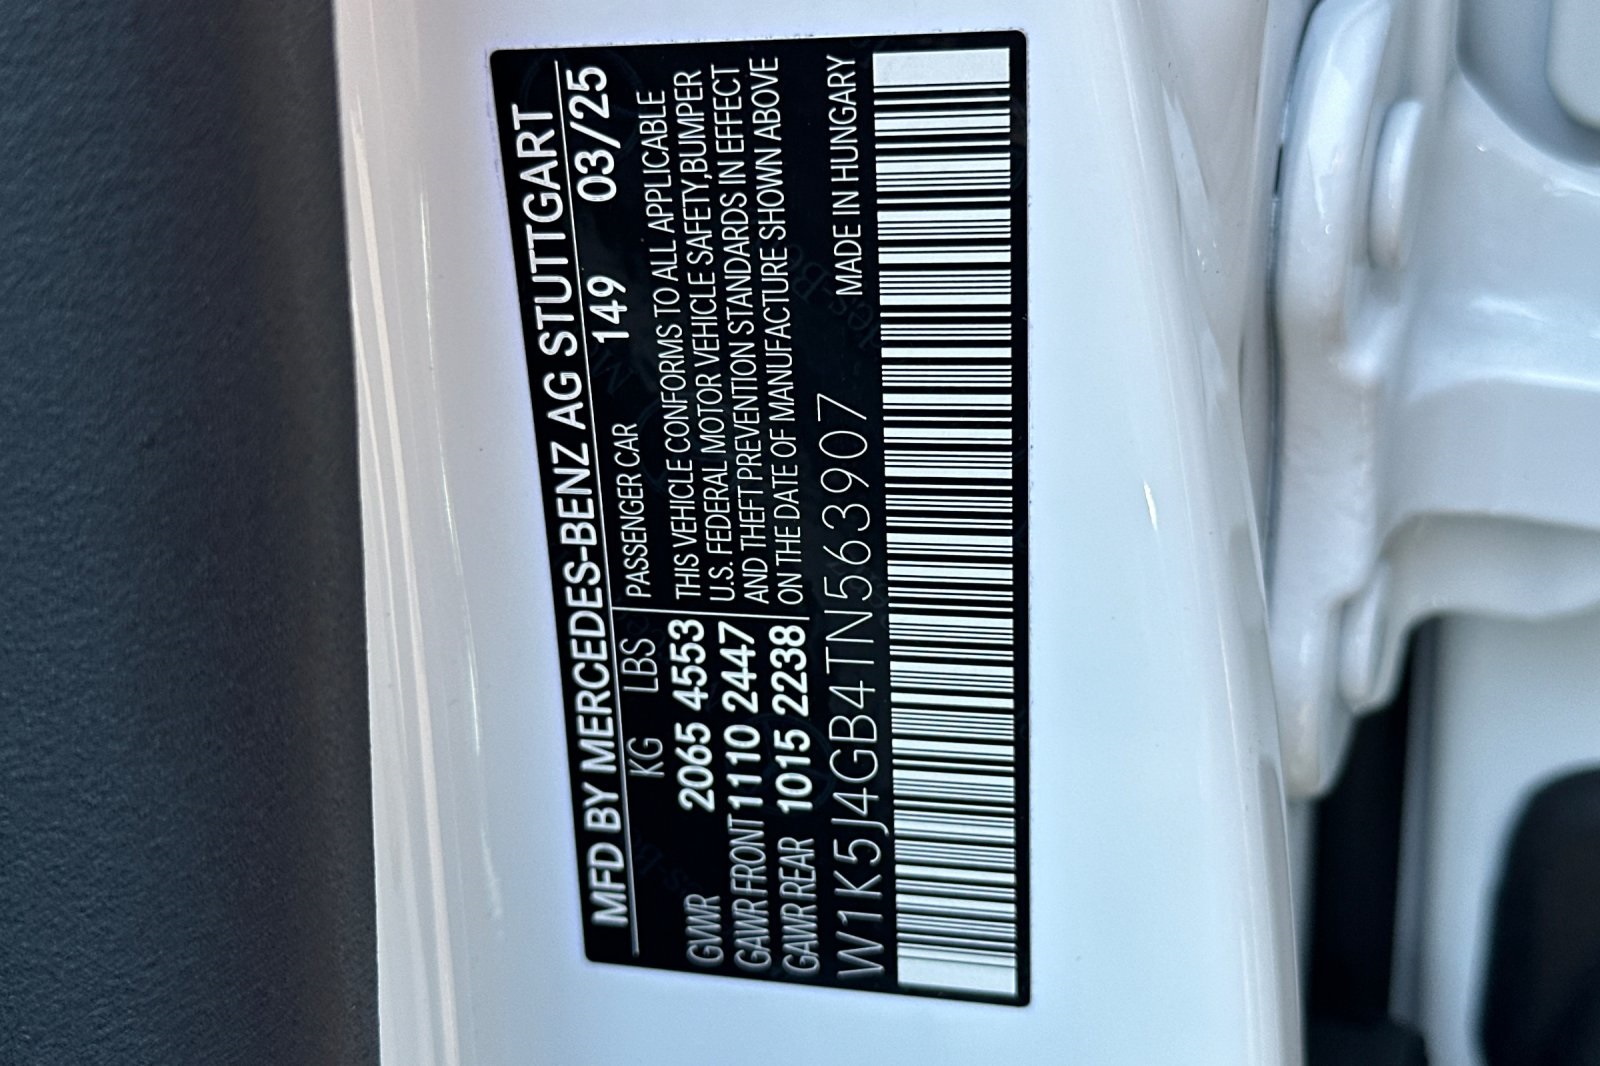 MFD BY MERCEDES-BENZ AG STUTTGART
KG LBS 149 03/25
GVWR 2065 4553 PASSENGER CAR
GAWR FRONT 1110 2447
GAWR REAR 1015 2238
THIS VEHICLE CONFORMS TO ALL APPLICABLE
U.S. FEDERAL MOTOR VEHICLE SAFETY,BUMPER
AND THEFT PREVENTION STANDARDS IN EFFECT
ON THE DATE OF MANUFACTURE SHOWN ABOVE
W1K5J4GB4TN563907 MADE IN HUNGARY